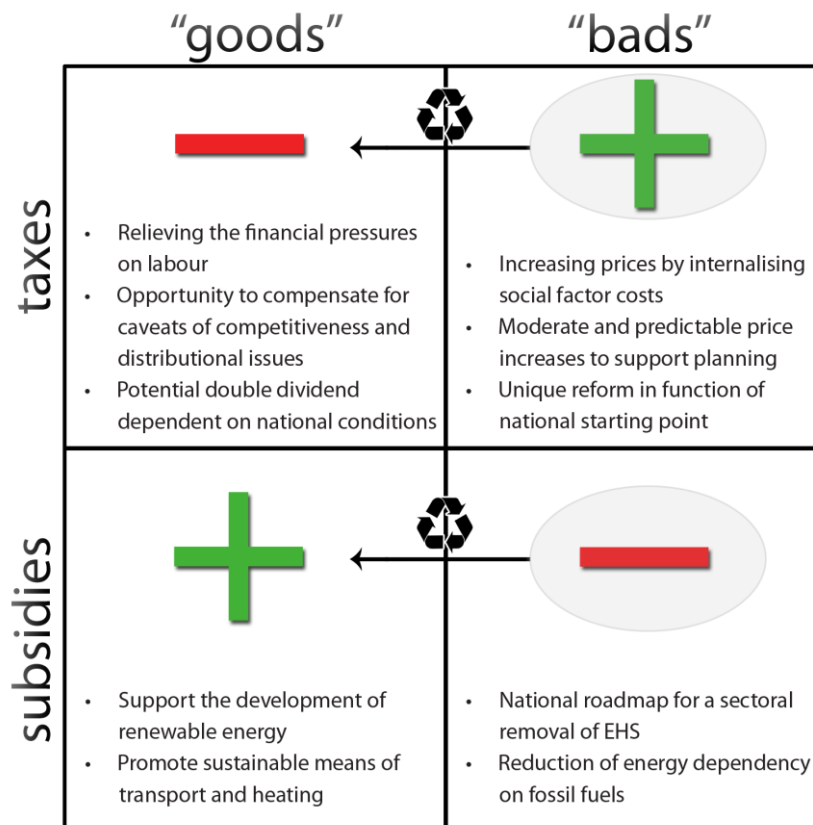 “goods”
“bads”
taxes
• Relieving the financial pressures
on labour
• Opportunity to compensate for
caveats of competitiveness and
distributional issues
• Potential double dividend
dependent on national conditions
• Increasing prices by internalising
social factor costs
• Moderate and predictable price
increases to support planning
• Unique reform in function of
national starting point
subsidies
• Support the development of
renewable energy
• Promote sustainable means of
transport and heating
• National roadmap for a sectoral
removal of EHS
• Reduction of energy dependency
on fossil fuels